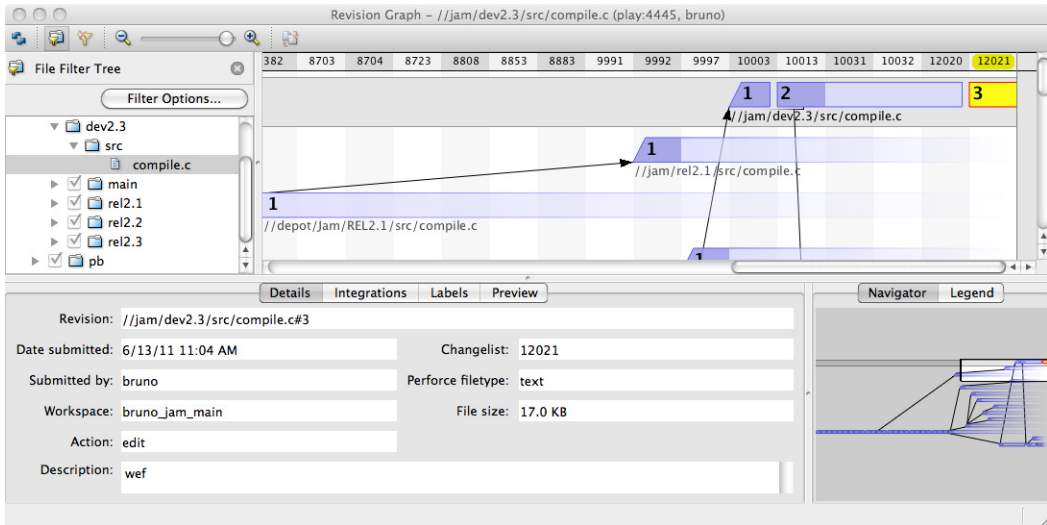 Revision Graph – //jam/dev2.3/src/compile.c (play:4445, bruno)
File Filter Tree
Filter Options...
dev2.3
src
compile.c
main
rel2.1
rel2.2
rel2.3
pb
382 8703 8704 8723 8808 8853 8883 9991 9992 9997 10003 10013 10031 10032 12020 12021
1 2 3
//jam/dev2.3/src/compile.c
1
//jam/rel2.1/src/compile.c
1
//depot/Jam/REL2.1/src/compile.c
1
Details Integrations Labels Preview
Revision: //jam/dev2.3/src/compile.c#3
Date submitted: 6/13/11 11:04 AM Changelist: 12021
Submitted by: bruno Perforce filetype: text
Workspace: bruno_jam_main File size: 17.0 KB
Action: edit
Description: wef
Navigator Legend